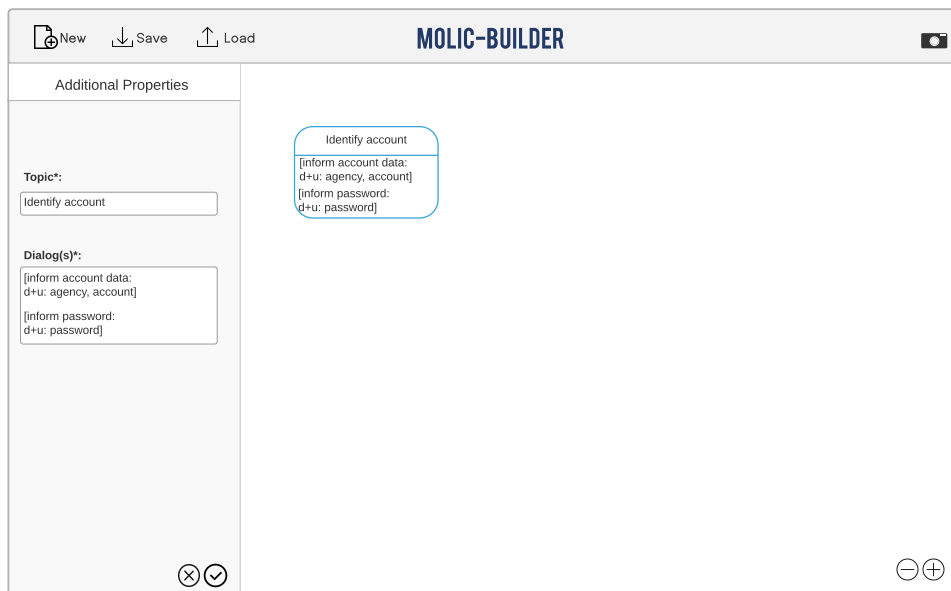 New Save Load MOLIC-BUILDER
Additional Properties
Topic*:
Identify account
Dialog(s)*:
[inform account data:
d+u: agency, account]
[inform password:
d+u: password]
Identify account
[inform account data:
d+u: agency, account]
[inform password:
d+u: password]